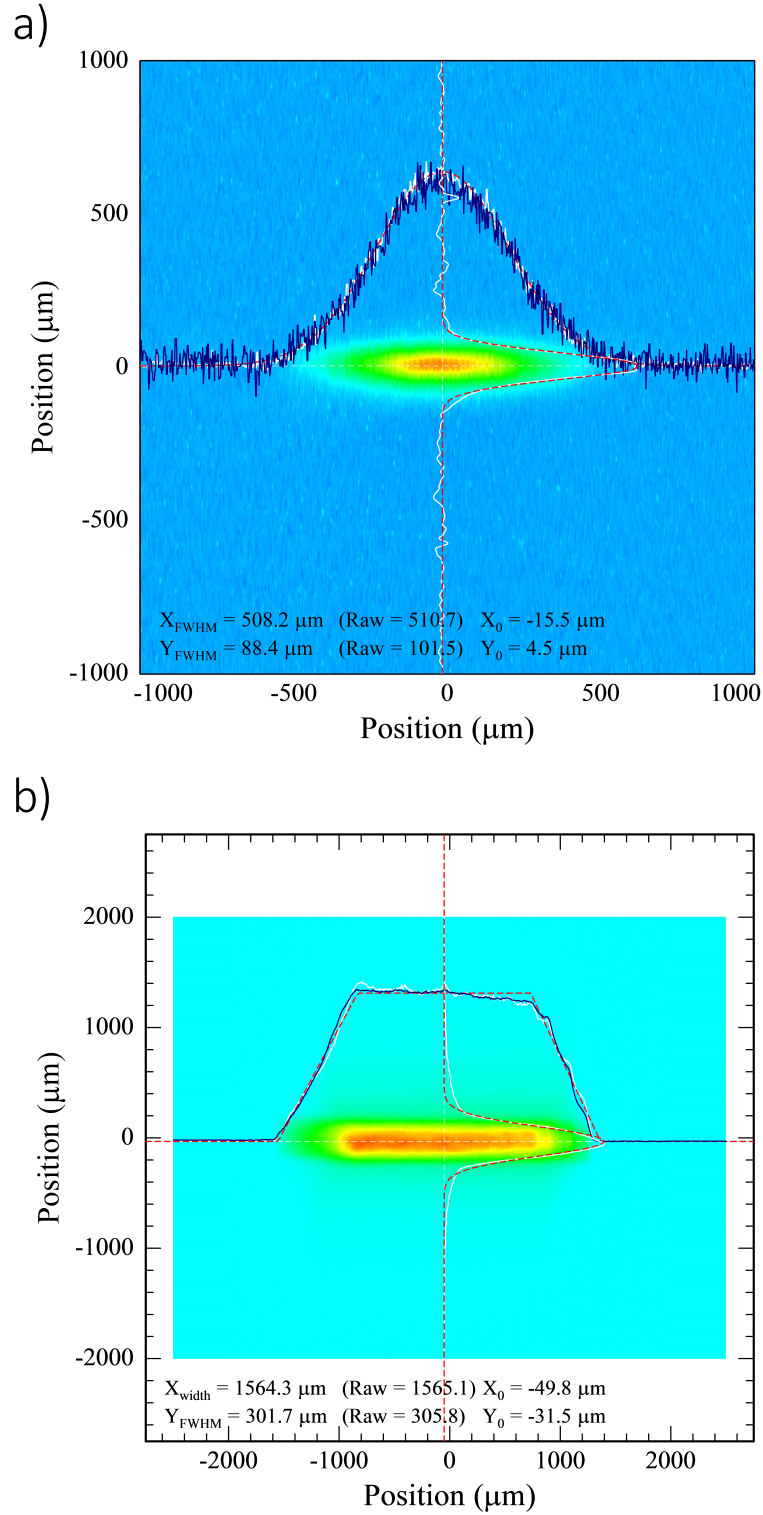 a)
1000
500
0
-500
-1000
Position (μm)
X_FWHM = 508.2 μm (Raw = 510.7) X_0 = -15.5 μm
Y_FWHM = 88.4 μm (Raw = 101.5) Y_0 = 4.5 μm
-1000 -500 0 500 1000
Position (μm)
b)
2000
1000
0
-1000
-2000
Position (μm)
X_width = 1564.3 μm (Raw = 1565.1) X_0 = -49.8 μm
Y_FWHM = 301.7 μm (Raw = 305.8) Y_0 = -31.5 μm
-2000 -1000 0 1000 2000
Position (μm)